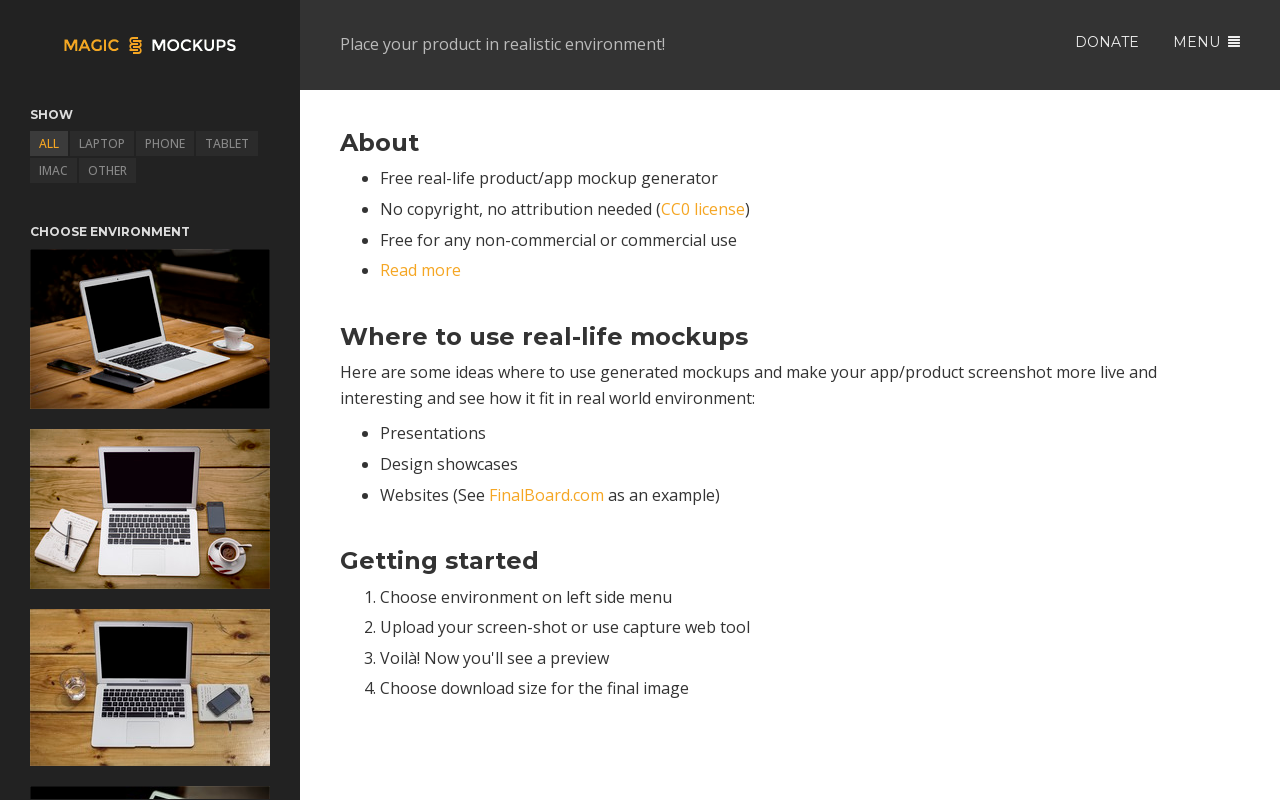 MAGIC MOCKUPS
Place your product in realistic environment!
DONATE
MENU
SHOW
ALL
LAPTOP
PHONE
TABLET
IMAC
OTHER
CHOOSE ENVIRONMENT
About
• Free real-life product/app mockup generator
• No copyright, no attribution needed (CC0 license)
• Free for any non-commercial or commercial use
• Read more
Where to use real-life mockups
Here are some ideas where to use generated mockups and make your app/product screenshot more live and
interesting and see how it fit in real world environment:
• Presentations
• Design showcases
• Websites (See FinalBoard.com as an example)
Getting started
1. Choose environment on left side menu
2. Upload your screen-shot or use capture web tool
3. Voilà! Now you'll see a preview
4. Choose download size for the final image